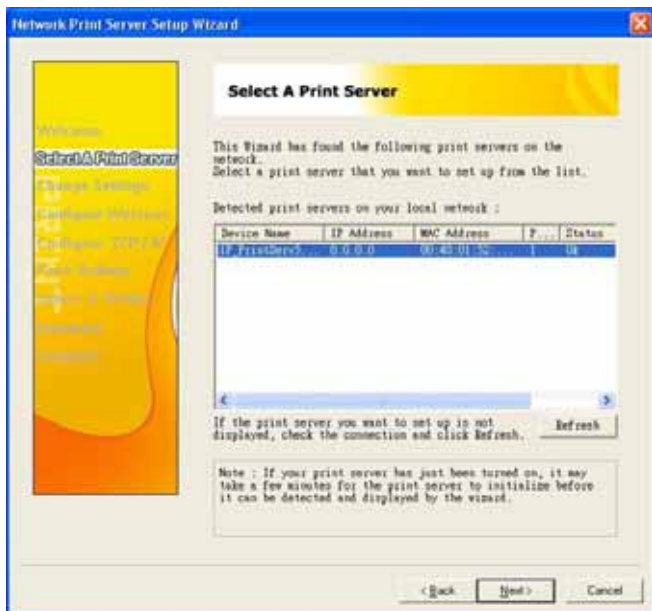 Network Print Server Setup Wizard
Select A Print Server
Welcome
Select A Print Server
Change Settings
Configure Wireless
Configure TCP/IP
Save Settings
This Wizard has found the following print servers on the
network.
Select a print server that you want to set up from the list.
Detected print servers on your local network :
Device Name IP Address MAC Address P... Status
0.0.0.0 1 OK
If the print server you want to set up is not
displayed, check the connection and click Refresh.
Refresh
Note : If your print server has just been turned on, it may
take a few minutes for the print server to initialize before
it can be detected and displayed by the wizard.
< Back
Next >
Cancel